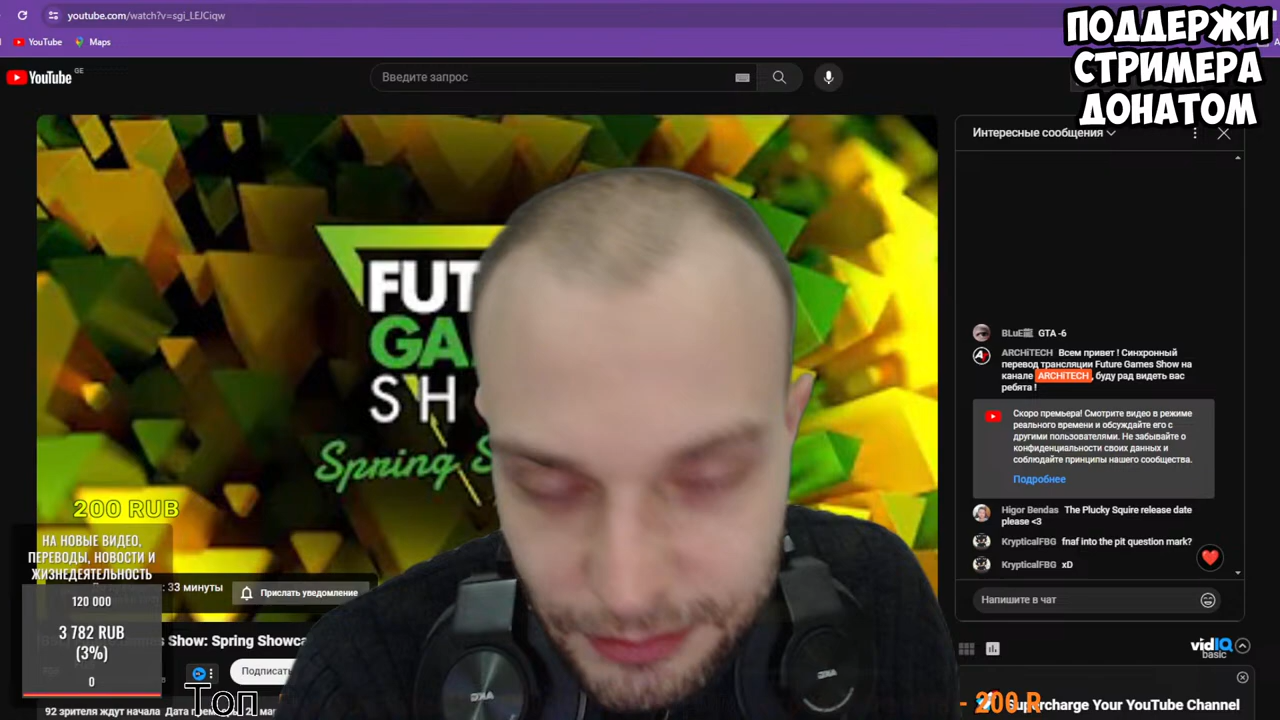 youtube.com/watch?v=sgi_LEJCiqw
YouTube
Maps
ПОДДЕРЖИ
СТРИМЕРА
ДОНАТОМ
YouTube
GE
Введите запрос
Интересные сообщения
FUT
GA
SH
Spring S
BLuE
GTA -6
ARCHiTECH Всем привет ! Синхронный
перевод трансляции Future Games Show на
канале ARCHiTECH, буду рад видеть вас
ребята !
Скоро премьера! Смотрите видео в режиме
реального времени и обсуждайте его с
другими пользователями. Не забывайте о
конфиденциальности своих данных и
соблюдайте принципы нашего сообщества.
Подробнее
Higor Bendas The Plucky Squire release date
please <3
KrypticalFBG fnaf into the pit question mark?
KrypticalFBG xD
Напишите в чат
200 RUB
НА НОВЫЕ ВИДЕО,
ПЕРЕВОДЫ, НОВОСТИ И
ЖИЗНЕДЕЯТЕЛЬНОСТЬ
120 000
3 782 RUB
(3%)
0
33 минуты
Прислать уведомление
Show: Spring Showca
Подписать
vidIQ
basic
Топ
- 200 R
Supercharge Your YouTube Channel
92 зрителя ждут начала Дата